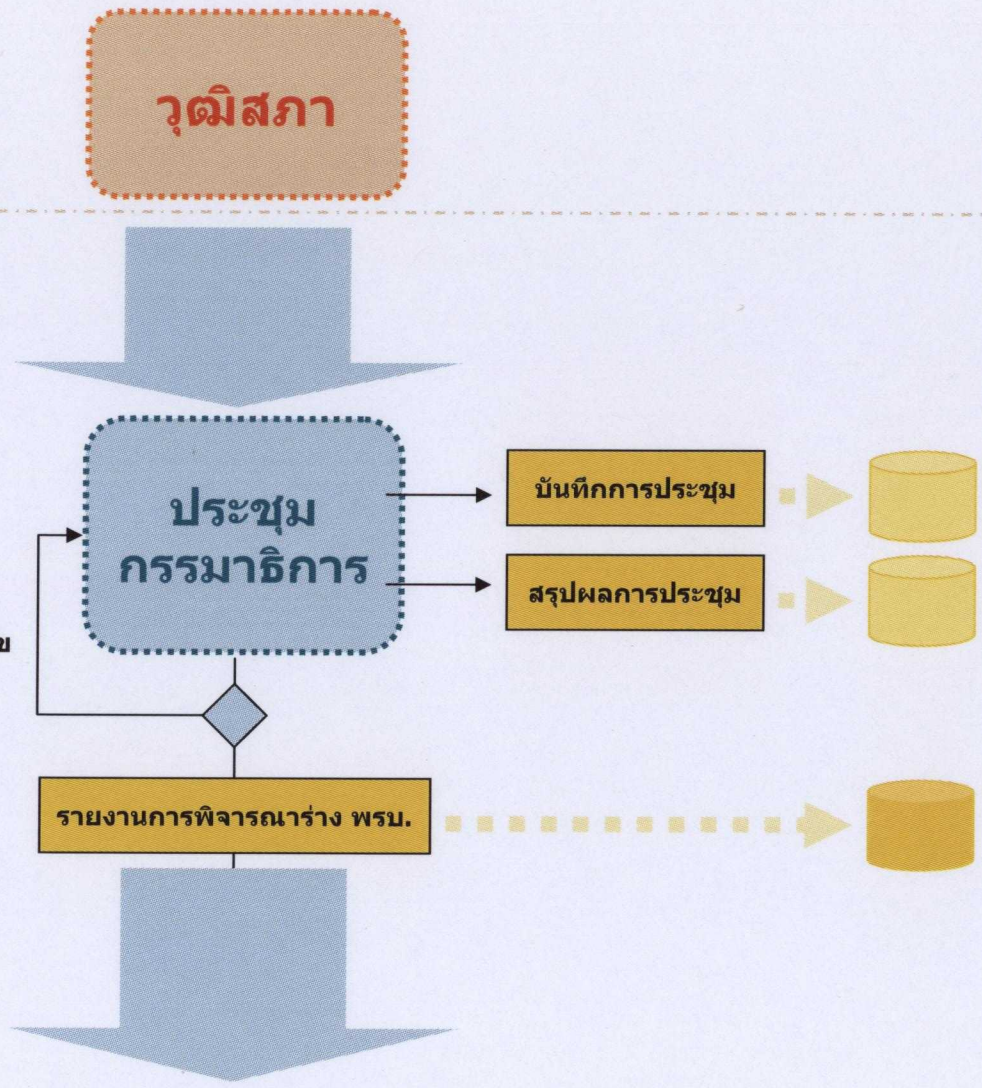 วุฒิสภา
ประชุม
กรรมาธิการ
บันทึกการประชุม
สรุปผลการประชุม
ข
รายงานการพิจารณาร่าง พรบ.